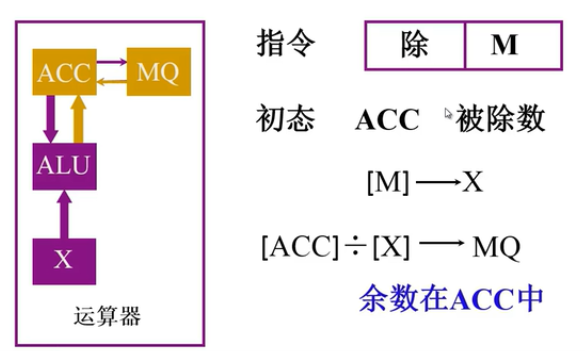 ACC MQ
ALU
X
运算器
指令 除 M
初态 ACC 被除数
[M]→X
[ACC]÷[X]→MQ
余数在ACC中